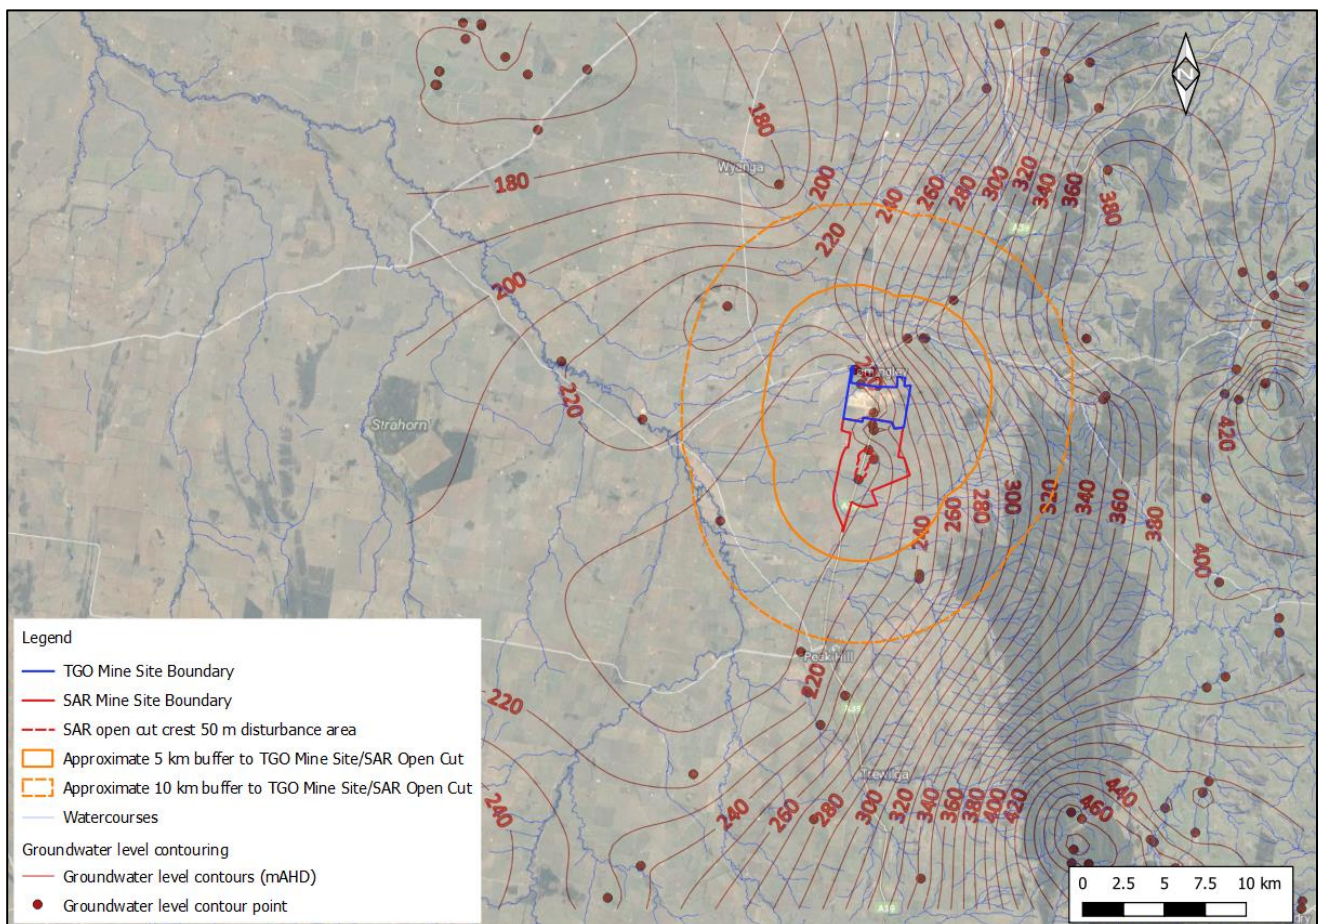 N
180
Wyanga
180
200
220
240
260
280
300
320
340
360
380
A39
200
220
Strahorn
Tomingley
420
240
260
280
300
320
340
360
380
400
Peak Hill
220
A39
220
Trewilga
240
240
260
280
300
320
340
360
380
400
420
440
460
A39
Legend
TGO Mine Site Boundary
SAR Mine Site Boundary
SAR open cut crest 50 m disturbance area
Approximate 5 km buffer to TGO Mine Site/SAR Open Cut
Approximate 10 km buffer to TGO Mine Site/SAR Open Cut
Watercourses
Groundwater level contouring
Groundwater level contours (mAHD)
Groundwater level contour point
0 2.5 5 7.5 10 km